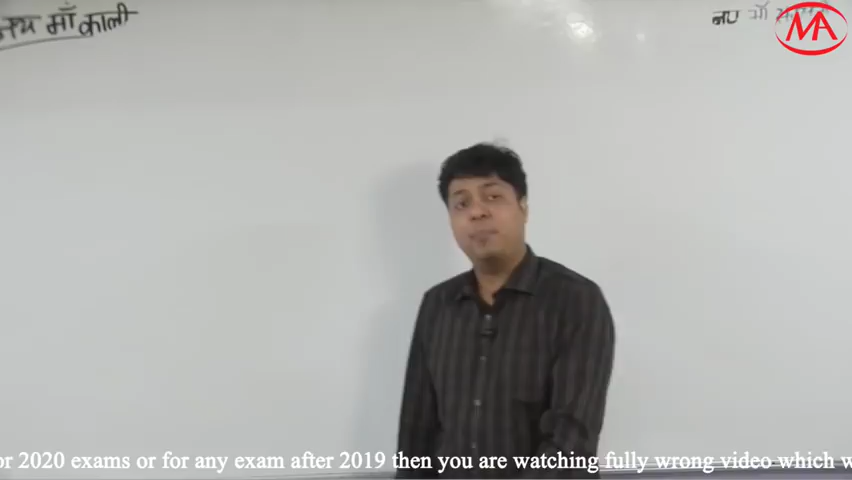 जय माँ काली
जय माँ
MA
or 2020 exams or for any exam after 2019 then you are watching fully wrong video which w